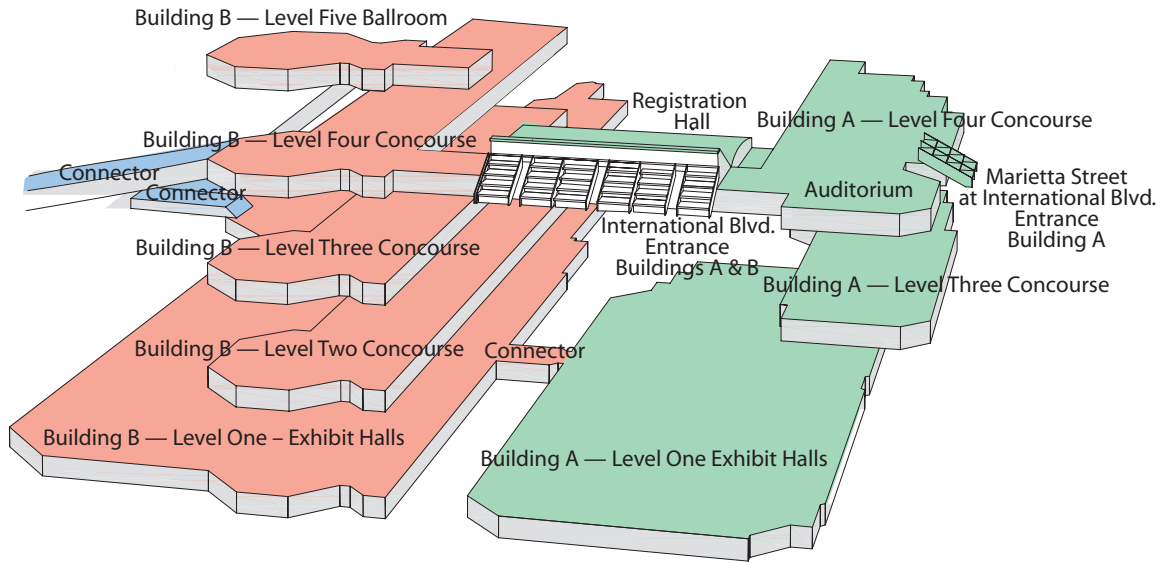 Building B — Level Five Ballroom
Registration
Hall
Building A — Level Four Concourse
Building B — Level Four Concourse
Connector
Connector
Auditorium
Marietta Street
at International Blvd.
Entrance
Building A
International Blvd.
Entrance
Buildings A & B
Building B — Level Three Concourse
Building A — Level Three Concourse
Building B — Level Two Concourse
Connector
Building B — Level One – Exhibit Halls
Building A — Level One Exhibit Halls